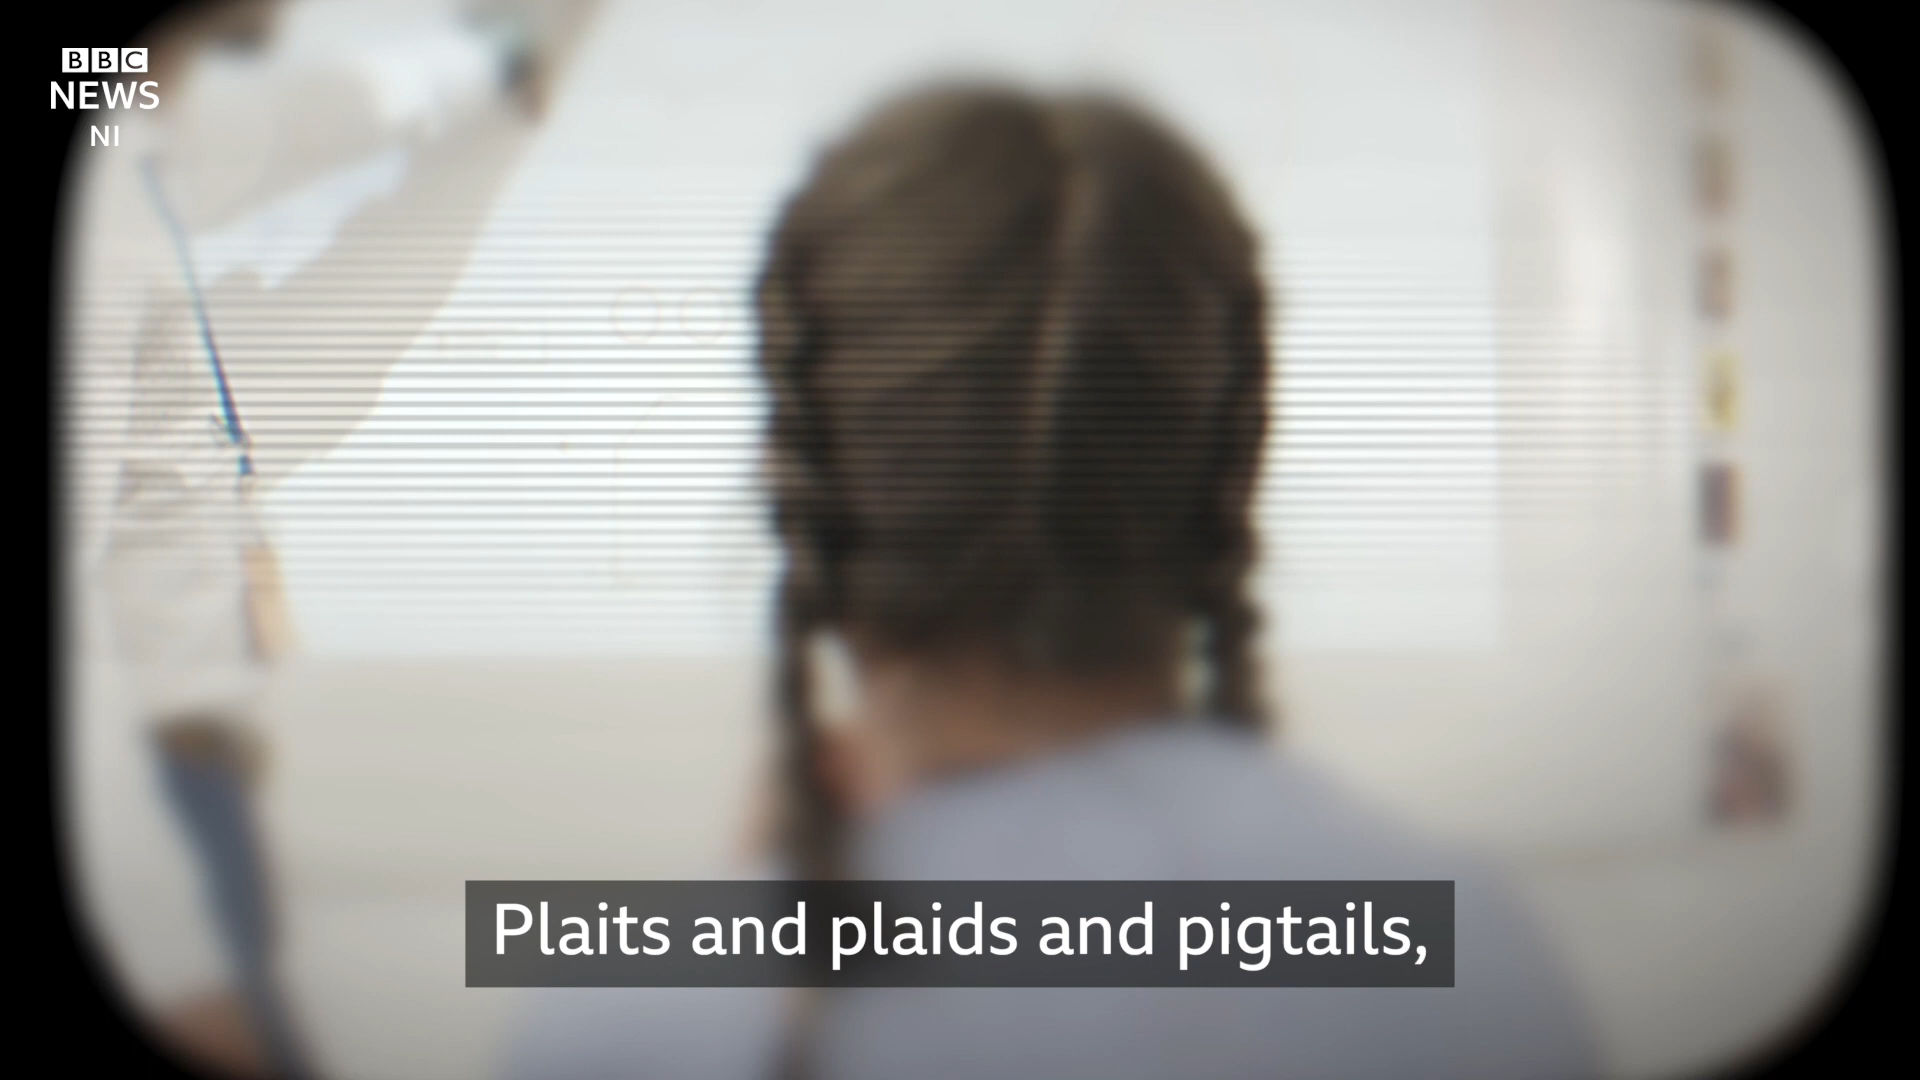 BBC
NEWS
NI
Plaits and plaids and pigtails,